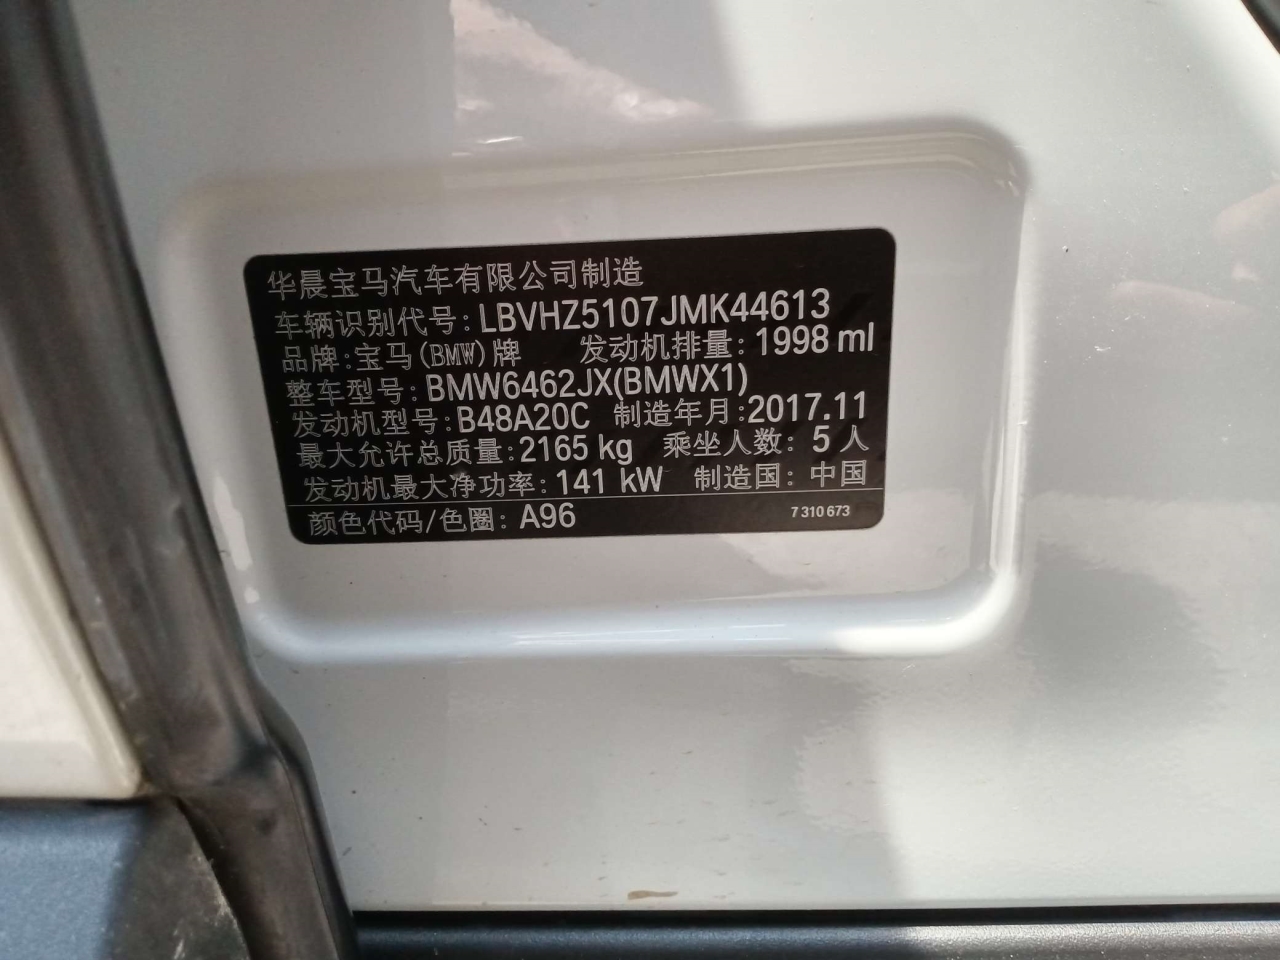 华晨宝马汽车有限公司制造
车辆识别代号: LBVHZ5107JMK44613
品牌: 宝马(BMW)牌 发动机排量: 1998 ml
整车型号: BMW6462JX(BMWX1)
发动机型号: B48A20C 制造年月: 2017.11
最大允许总质量: 2165 kg 乘坐人数: 5 人
发动机最大净功率: 141 kW 制造国: 中国
颜色代码/色圈: A96 7 310 673